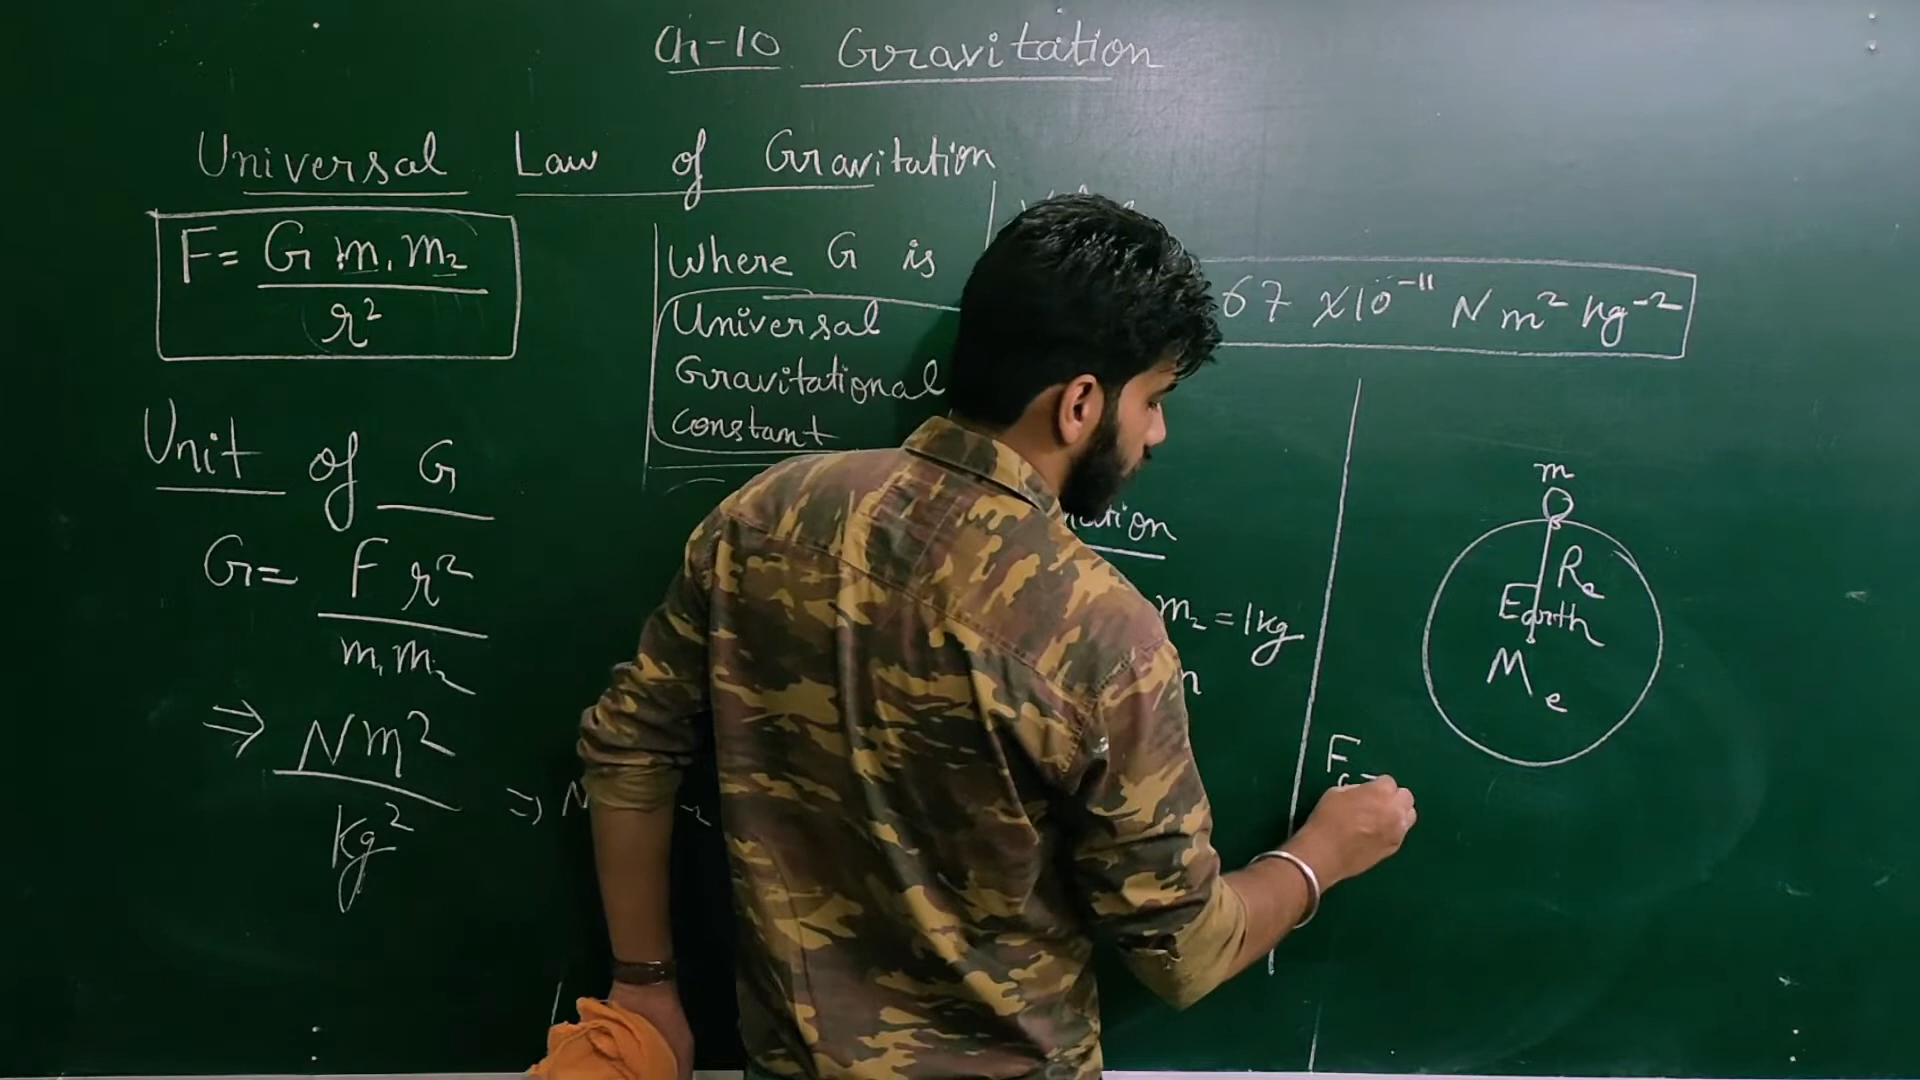 Ch-10 Gravitation
Universal Law of Gravitation
F = G m₁ m₂
r²
Where G is
Universal
Gravitational
constant
67 ×10⁻¹¹ N m² kg⁻²
Unit of G
G = F r²
m₁ m₂
⇒ N m²
kg²
⇒ N
m₂ = 1kg
m
Re
Earth
Me
F